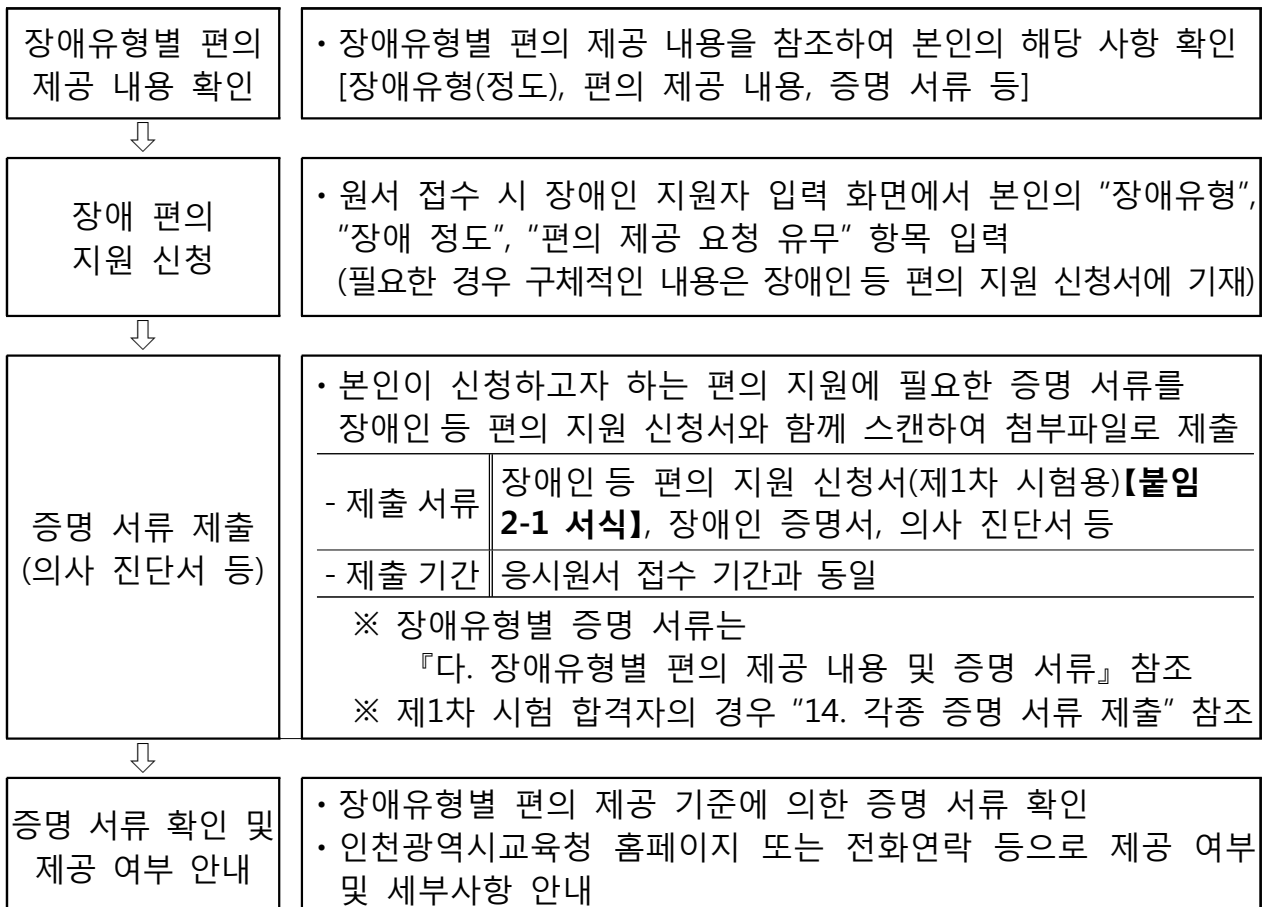 장애유형별 편의
제공 내용 확인
· 장애유형별 편의 제공 내용을 참조하여 본인의 해당 사항 확인
[장애유형(정도), 편의 제공 내용, 증명 서류 등]
⇩
장애 편의
지원 신청
· 원서 접수 시 장애인 지원자 입력 화면에서 본인의 "장애유형",
"장애 정도", "편의 제공 요청 유무" 항목 입력
(필요한 경우 구체적인 내용은 장애인 등 편의 지원 신청서에 기재)
⇩
증명 서류 제출
(의사 진단서 등)
· 본인이 신청하고자 하는 편의 지원에 필요한 증명 서류를
장애인 등 편의 지원 신청서와 함께 스캔하여 첨부파일로 제출
- 제출 서류
장애인 등 편의 지원 신청서(제1차 시험용)【붙임
2-1 서식】, 장애인 증명서, 의사 진단서 등
- 제출 기간
응시원서 접수 기간과 동일
※ 장애유형별 증명 서류는
『다. 장애유형별 편의 제공 내용 및 증명 서류』 참조
※ 제1차 시험 합격자의 경우 "14. 각종 증명 서류 제출" 참조
⇩
증명 서류 확인 및
제공 여부 안내
· 장애유형별 편의 제공 기준에 의한 증명 서류 확인
· 인천광역시교육청 홈페이지 또는 전화연락 등으로 제공 여부
및 세부사항 안내